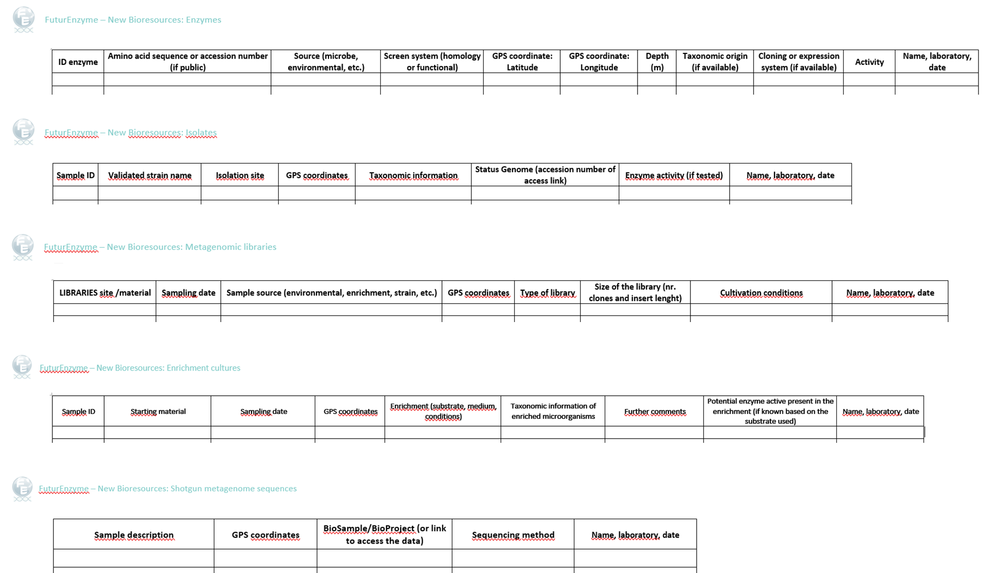 FuturEnzyme – New Bioresources: Enzymes
ID enzyme
Amino acid sequence or accession number
(if public)
Source (microbe,
environmental, etc.)
Screen system (homology
or functional)
GPS coordinate:
Latitude
GPS coordinate:
Longitude
Depth
(m)
Taxonomic origin
(if available)
Cloning or expression
system (if available)
Activity
Name, laboratory,
date
FuturEnzyme – New Bioresources: Isolates
Sample ID
Validated strain name
Isolation site
GPS coordinates
Taxonomic information
Status Genome (accession number of
access link)
Enzyme activity (if tested)
Name, laboratory, date
FuturEnzyme – New Bioresources: Metagenomic libraries
LIBRARIES site /material
Sampling date
Sample source (environmental, enrichment, strain, etc.)
GPS coordinates
Type of library
Size of the library (nr.
clones and insert lenght)
Cultivation conditions
Name, laboratory, date
FuturEnzyme – New Bioresources: Enrichment cultures
Sample ID
Starting material
Sampling date
GPS coordinates
Enrichment (substrate, medium,
conditions)
Taxonomic information of
enriched microorganisms
Further comments
Potential enzyme active present in the
enrichment (if known based on the
substrate used)
Name, laboratory, date
FuturEnzyme – New Bioresources: Shotgun metagenome sequences
Sample description
GPS coordinates
BioSample/BioProject (or link
to access the data)
Sequencing method
Name, laboratory, date